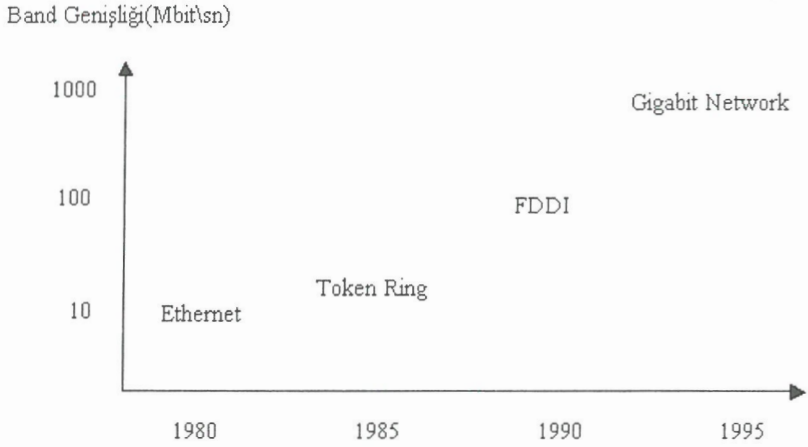 Band Genişliği(Mbit\sn)
1000
Gigabit Network
100
FDDI
Token Ring
10
Ethernet
1980
1985
1990
1995